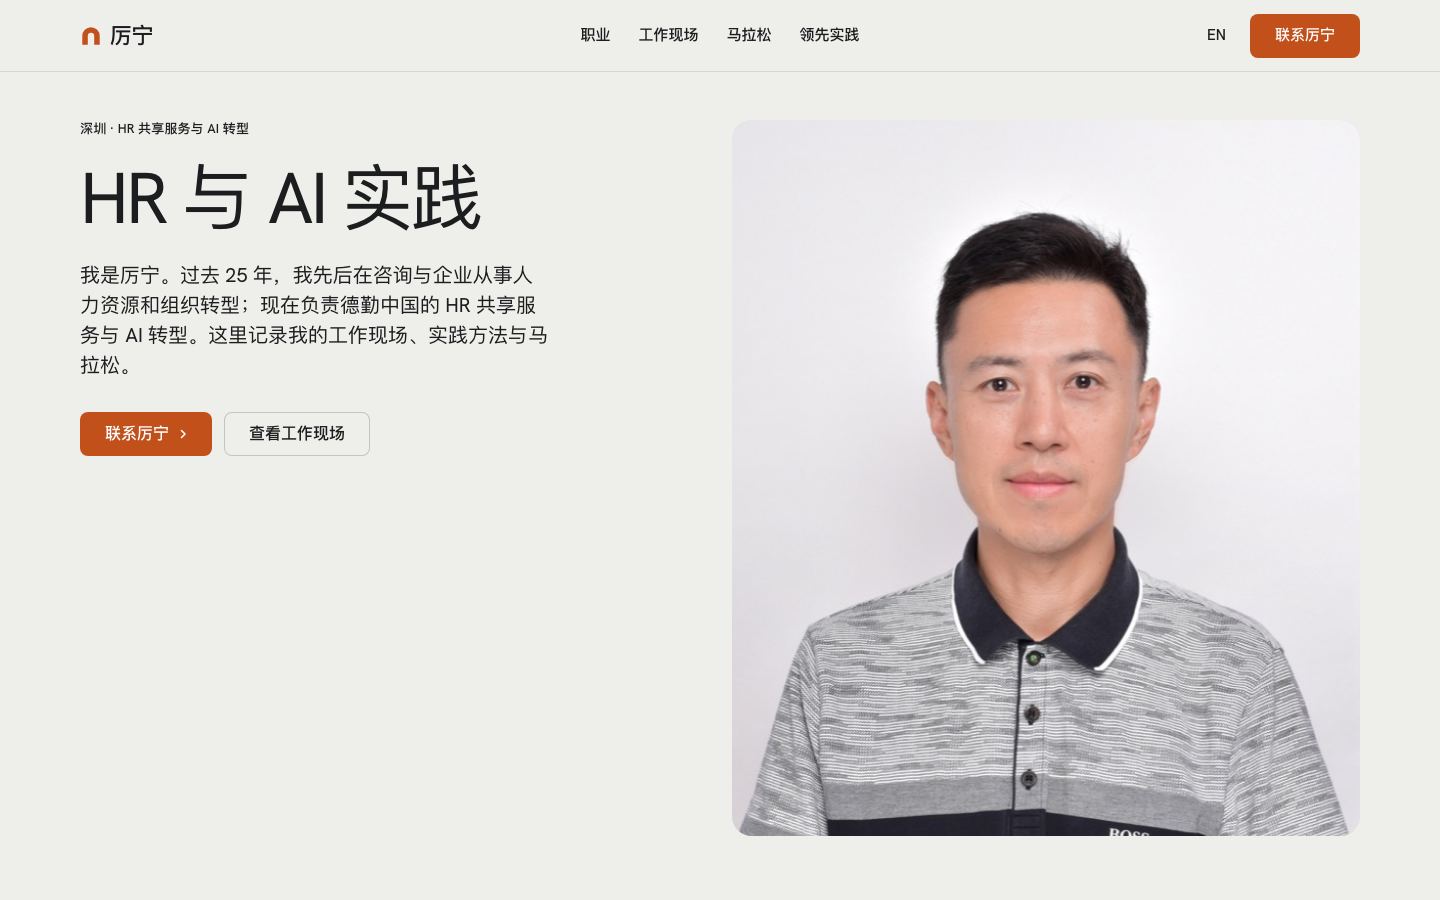 厉宁
职业 工作现场 马拉松 领先实践
EN 联系厉宁
深圳 · HR 共享服务与 AI 转型
HR 与 AI 实践
我是厉宁。过去 25 年，我先后在咨询与企业从事人
力资源和组织转型；现在负责德勤中国的 HR 共享服
务与 AI 转型。这里记录我的工作现场、实践方法与马
拉松。
联系厉宁 查看工作现场
BOSS